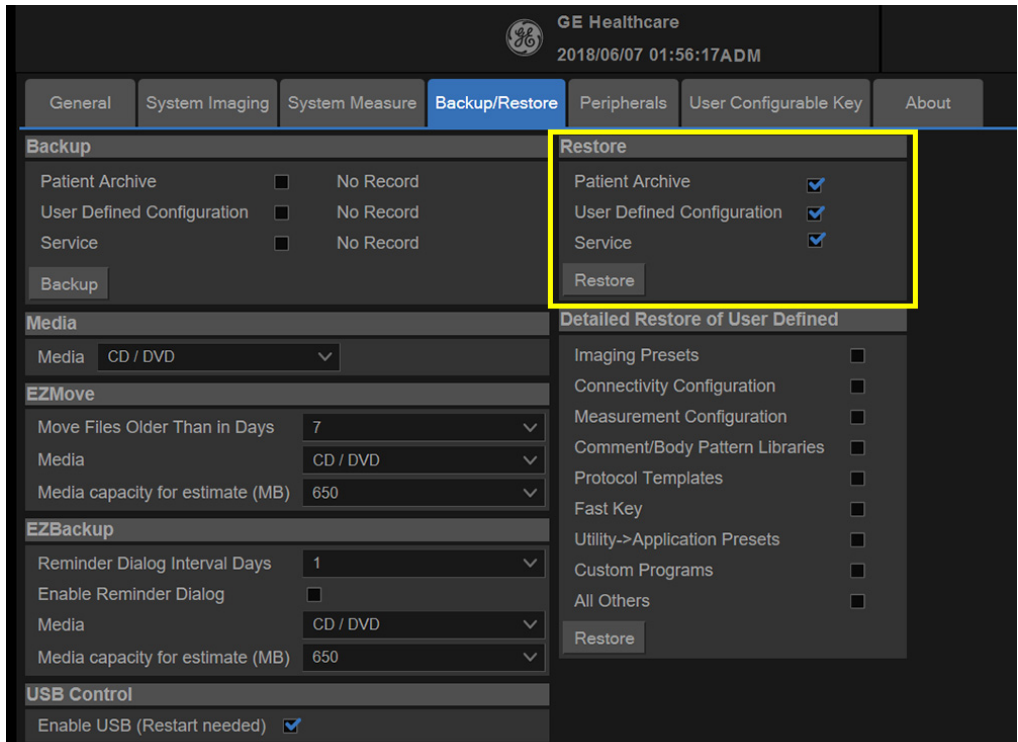 GE Healthcare
2018/06/07 01:56:17ADM
General System Imaging System Measure Backup/Restore Peripherals User Configurable Key About
Backup
Patient Archive No Record
User Defined Configuration No Record
Service No Record
Backup
Media
Media CD / DVD
EZMove
Move Files Older Than in Days 7
Media CD / DVD
Media capacity for estimate (MB) 650
EZBackup
Reminder Dialog Interval Days 1
Enable Reminder Dialog
Media CD / DVD
Media capacity for estimate (MB) 650
USB Control
Enable USB (Restart needed)
Restore
Patient Archive
User Defined Configuration
Service
Restore
Detailed Restore of User Defined
Imaging Presets
Connectivity Configuration
Measurement Configuration
Comment/Body Pattern Libraries
Protocol Templates
Fast Key
Utility->Application Presets
Custom Programs
All Others
Restore